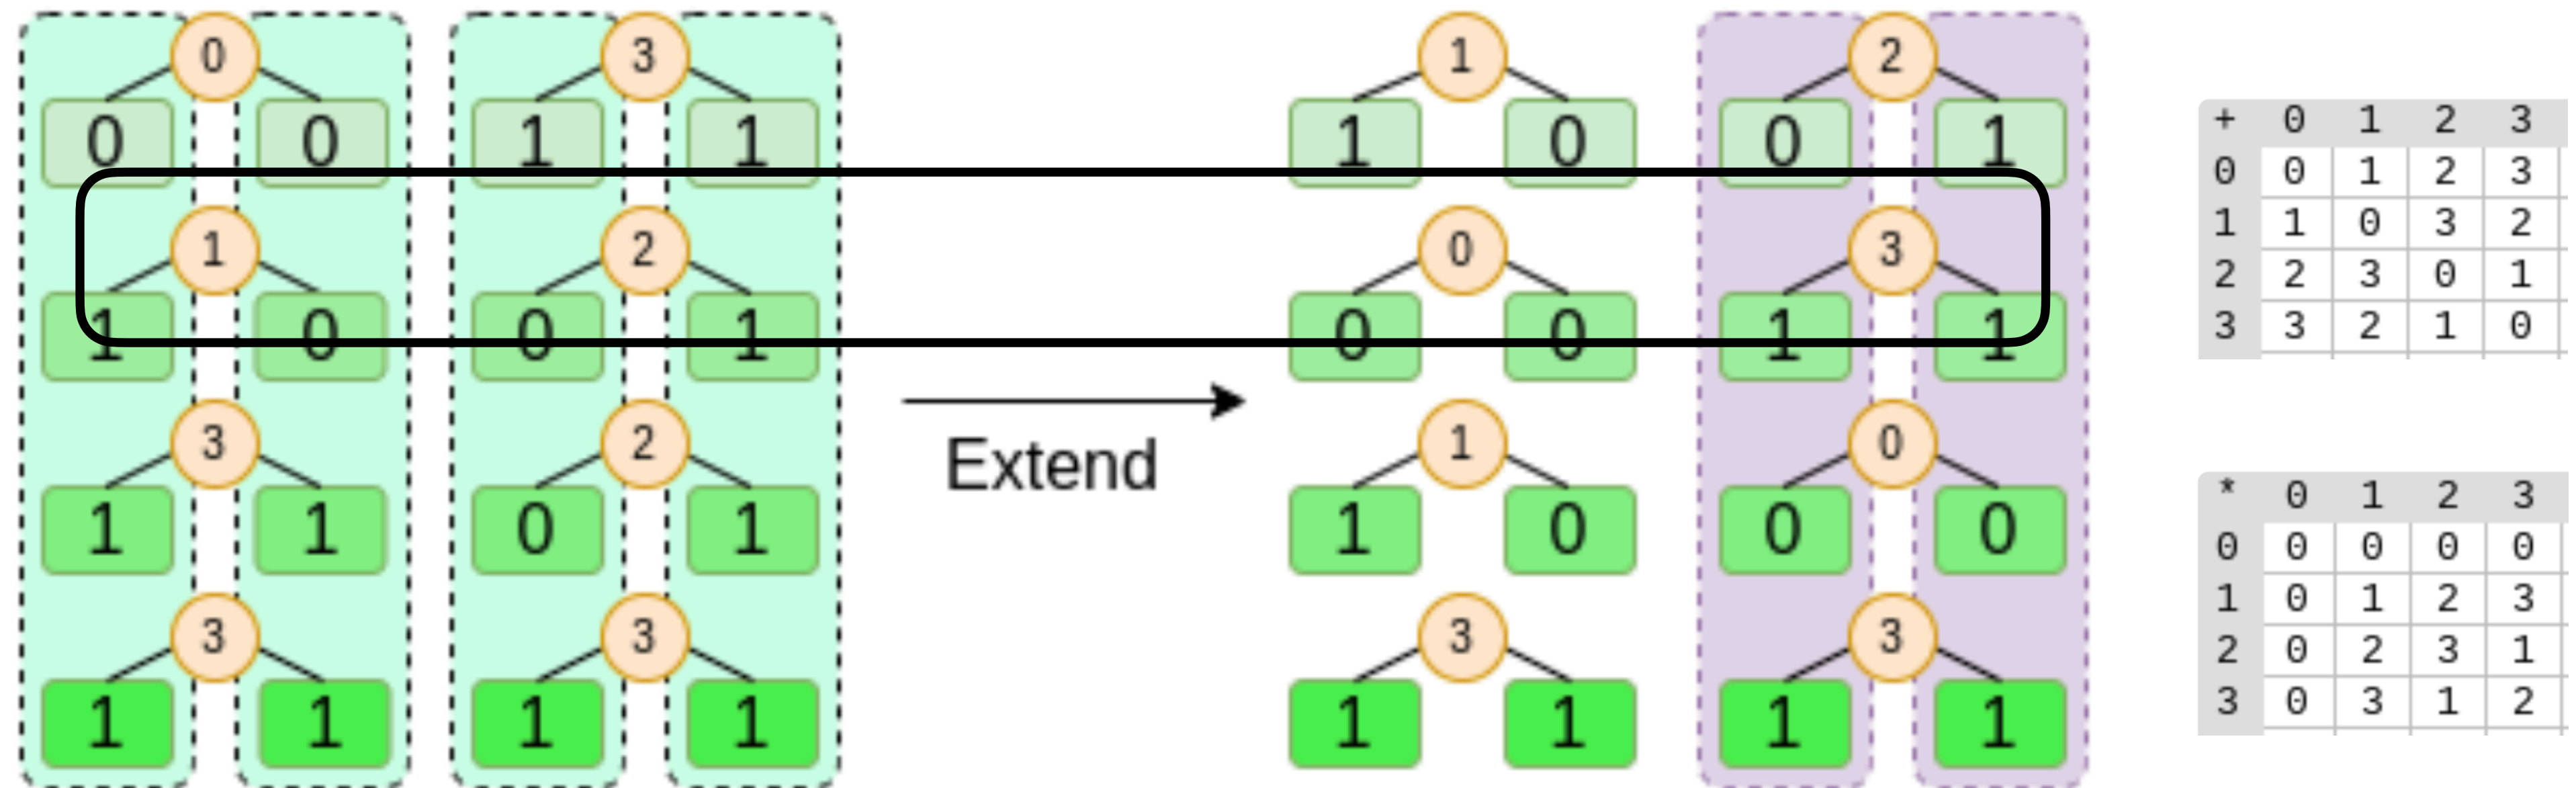 0 3 1 2
0 0 1 1 1 0 0 1
1 2 0 3
1 0 0 1 0 0 1 1
Extend
3 2 1 0
1 1 0 1 1 0 0 0
3 3 3 3
1 1 1 1 1 1 1 1
+ 0 1 2 3
0 0 1 2 3
1 1 0 3 2
2 2 3 0 1
3 3 2 1 0
* 0 1 2 3
0 0 0 0 0
1 0 1 2 3
2 0 2 3 1
3 0 3 1 2